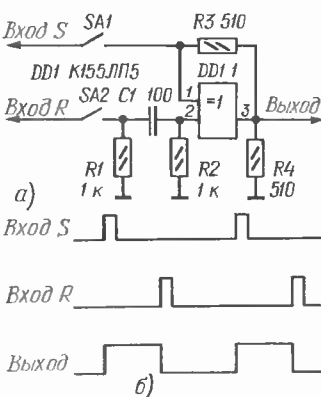 Вход S
SA1
R3 510
DD1 К155ЛП5
DD1 1
Вход R
SA2
C1
100
1
2
=1
3
Выход
R1
1 к
R2
1 к
R4
510
а)
Вход S
Вход R
Выход
б)